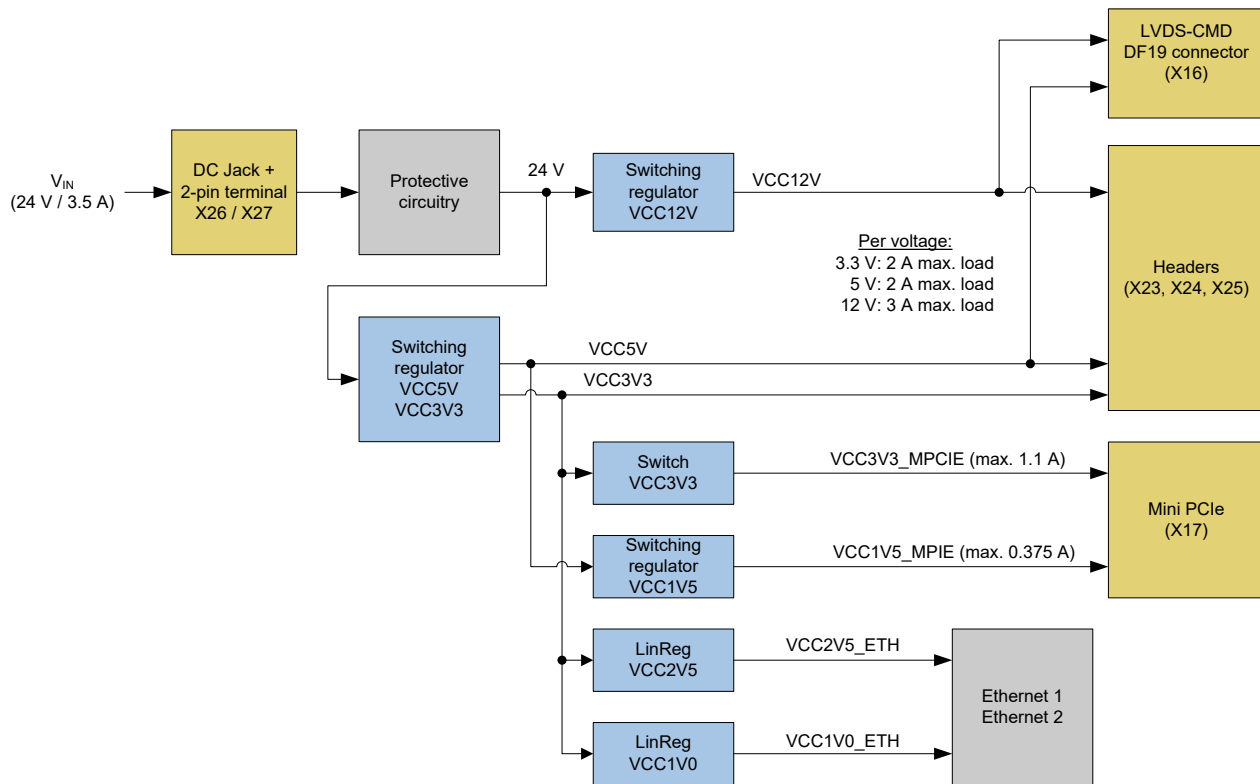 LVDS-CMD
DF19 connector
(X16)
V_IN
(24 V / 3.5 A)
DC Jack +
2-pin terminal
X26 / X27
Protective
circuitry
24 V
Switching
regulator
VCC12V
VCC12V
Per voltage:
3.3 V: 2 A max. load
5 V: 2 A max. load
12 V: 3 A max. load
Headers
(X23, X24, X25)
Switching
regulator
VCC5V
VCC3V3
VCC5V
VCC3V3
Switch
VCC3V3
VCC3V3_MPCIE (max. 1.1 A)
Mini PCIe
(X17)
Switching
regulator
VCC1V5
VCC1V5_MPIE (max. 0.375 A)
LinReg
VCC2V5
VCC2V5_ETH
Ethernet 1
Ethernet 2
LinReg
VCC1V0
VCC1V0_ETH